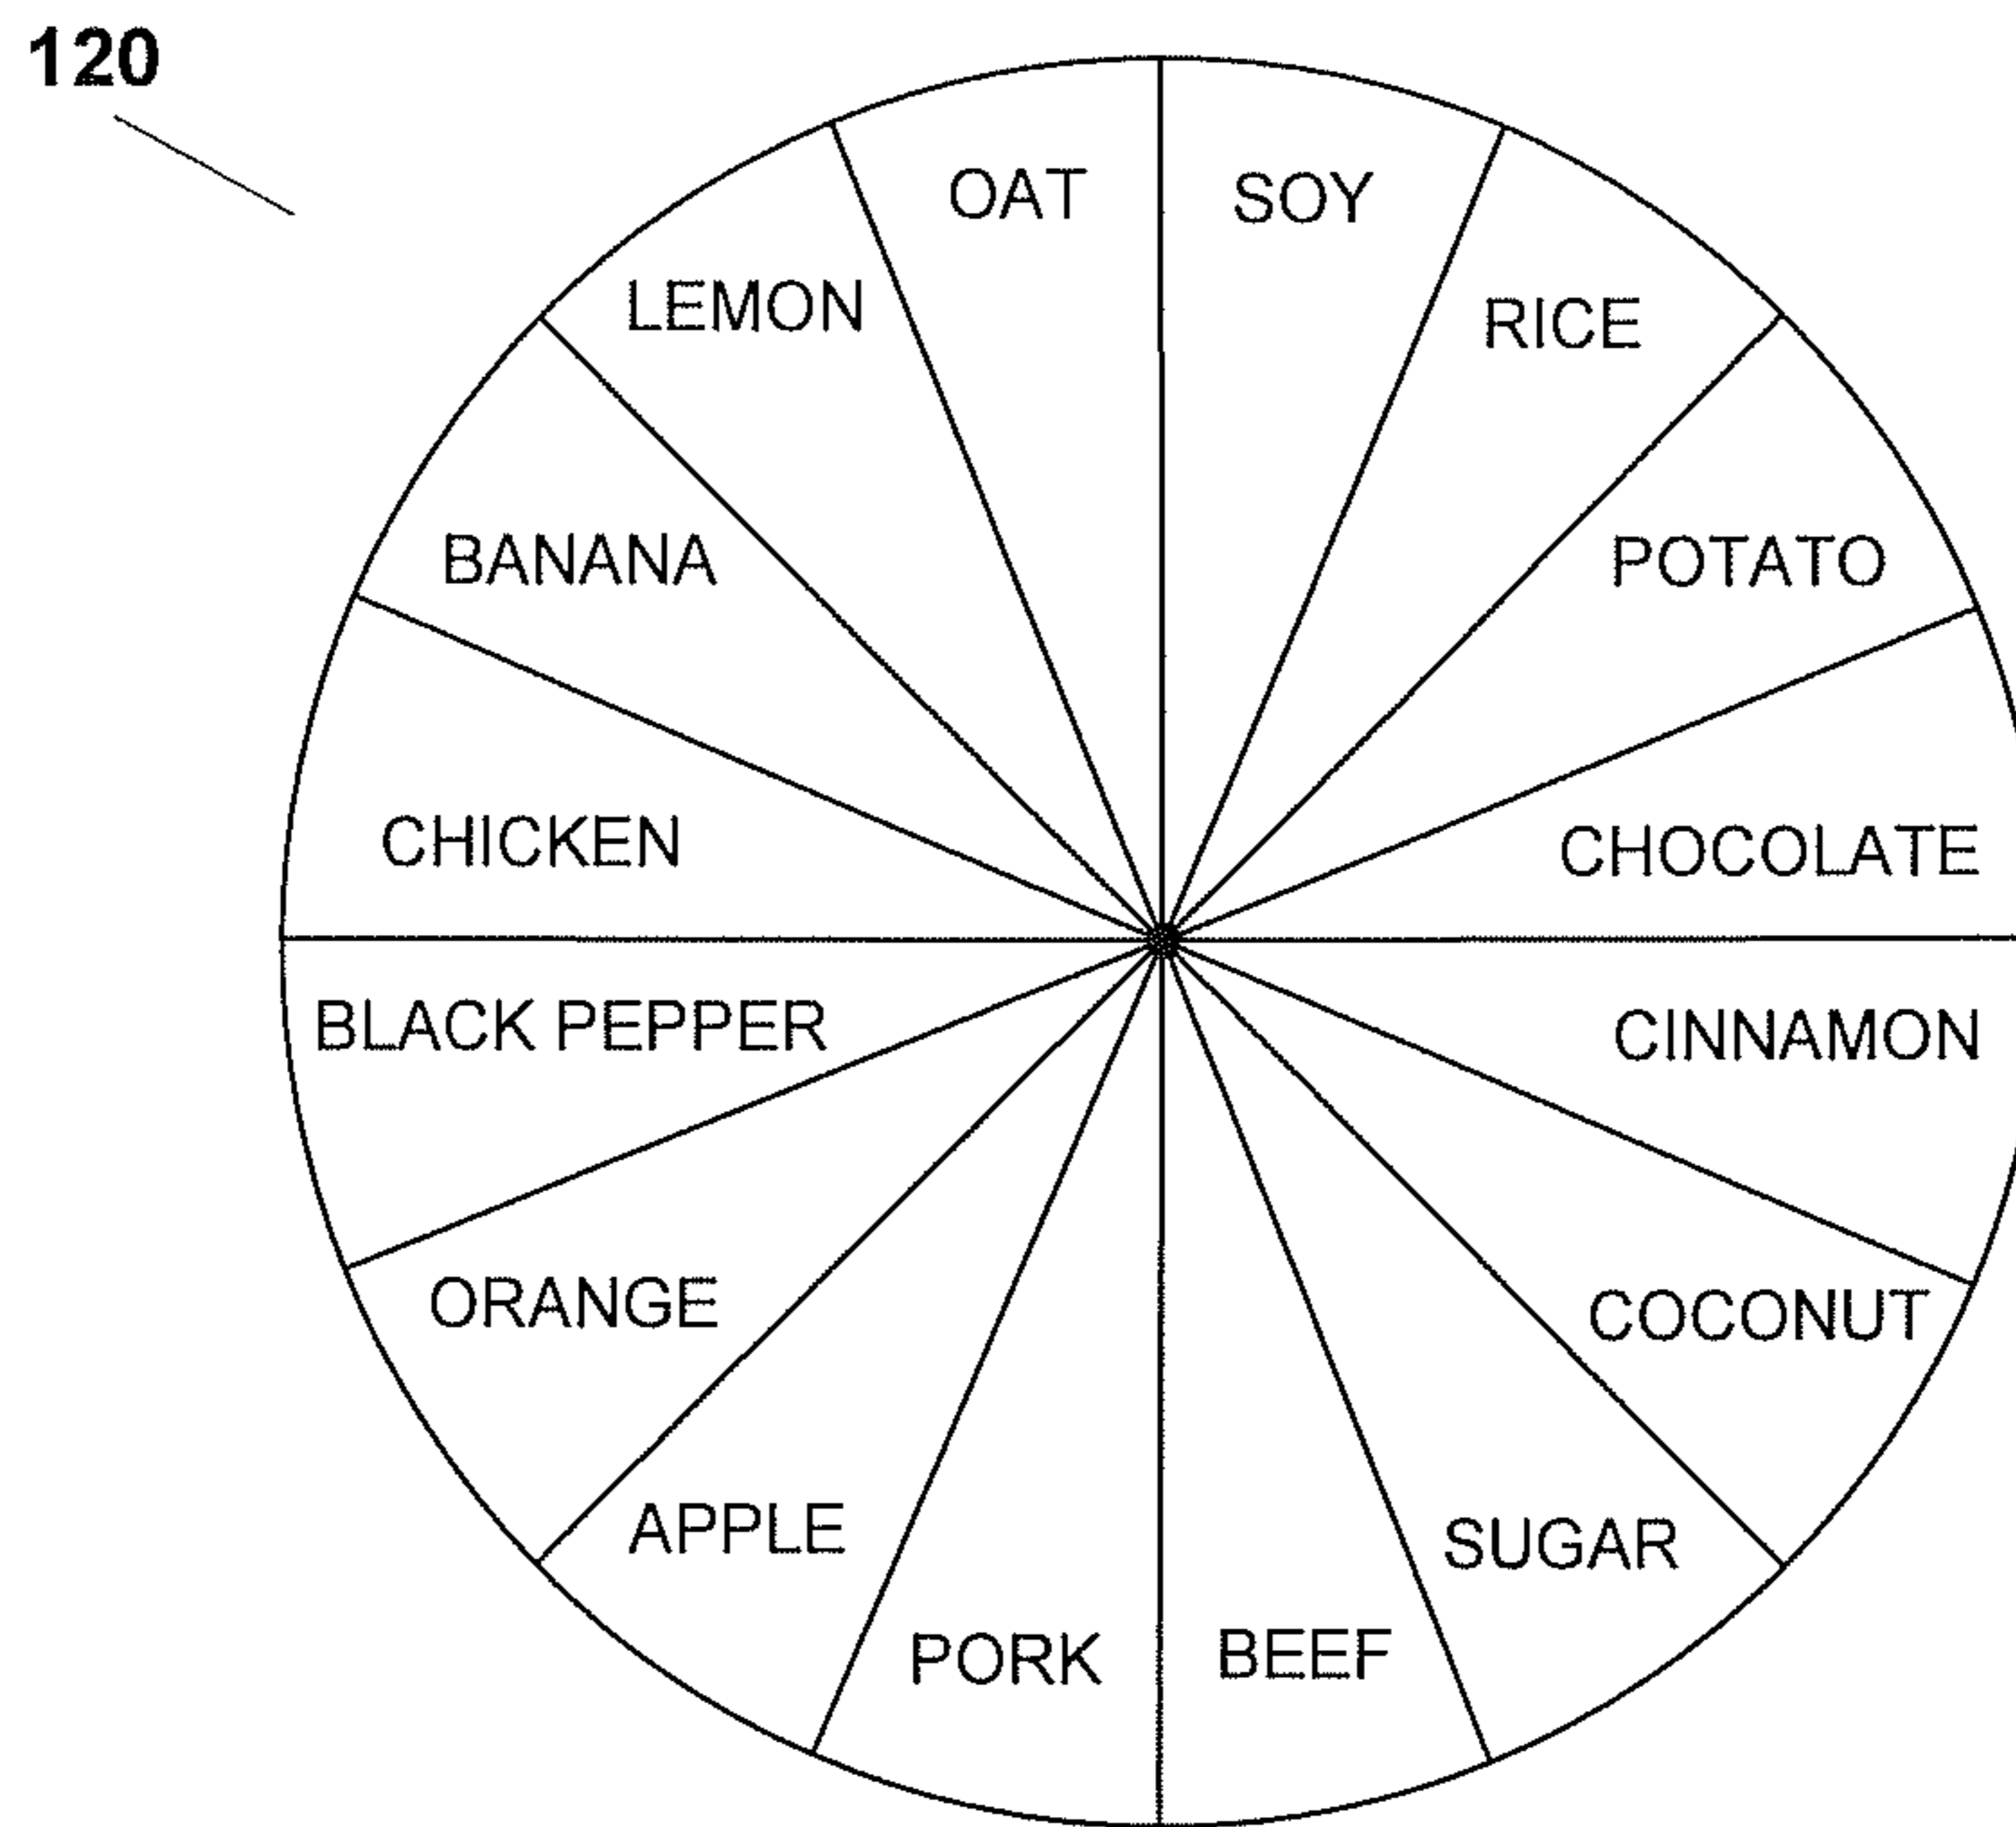 120
OAT
SOY
LEMON
RICE
BANANA
POTATO
CHICKEN
CHOCOLATE
BLACK PEPPER
CINNAMON
ORANGE
COCONUT
APPLE
SUGAR
PORK
BEEF